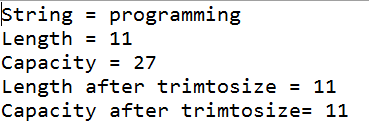 String = programming
Length = 11
Capacity = 27
Length after trimtosize = 11
Capacity after trimtosize= 11